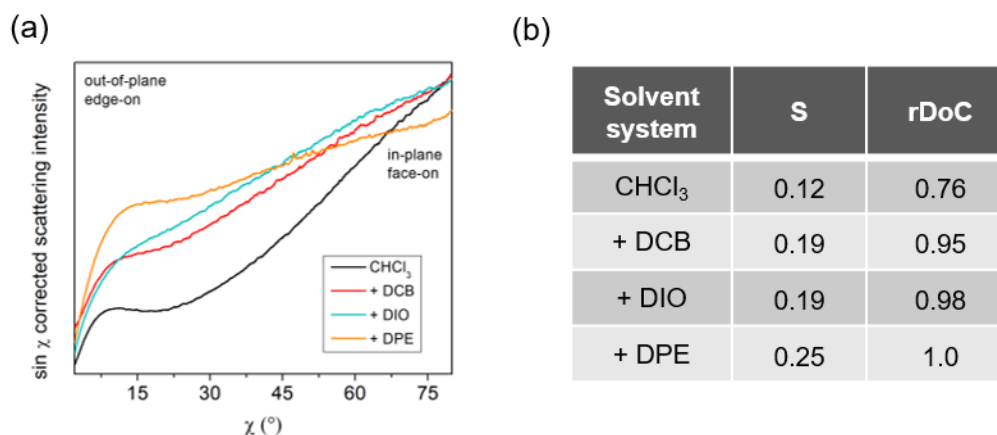 (a)
out-of-plane
edge-on
in-plane
face-on
CHCl₃
+ DCB
+ DIO
+ DPE
sin χ corrected scattering intensity
15 30 45 60 75
χ (°)
(b)
Solvent system S rDoC
CHCl₃ 0.12 0.76
+ DCB 0.19 0.95
+ DIO 0.19 0.98
+ DPE 0.25 1.0